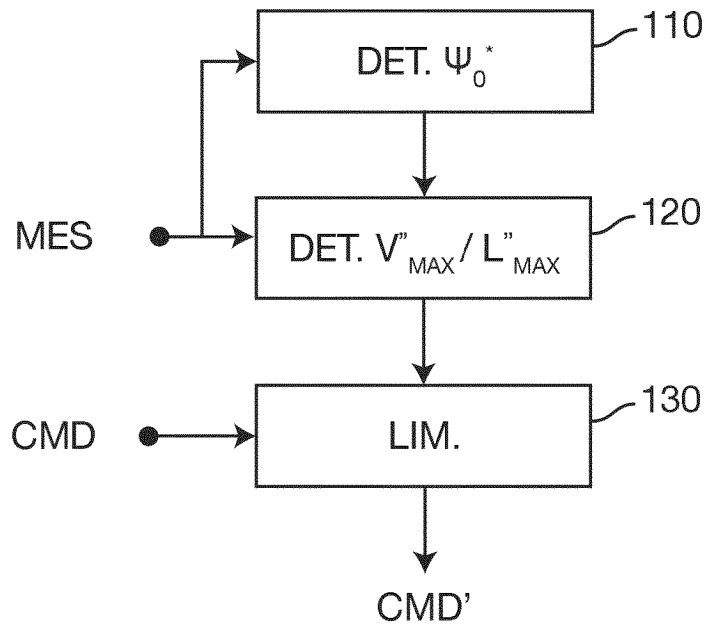 110
DET. Ψ₀*
MES
120
DET. V"MAX / L"MAX
CMD
130
LIM.
CMD'